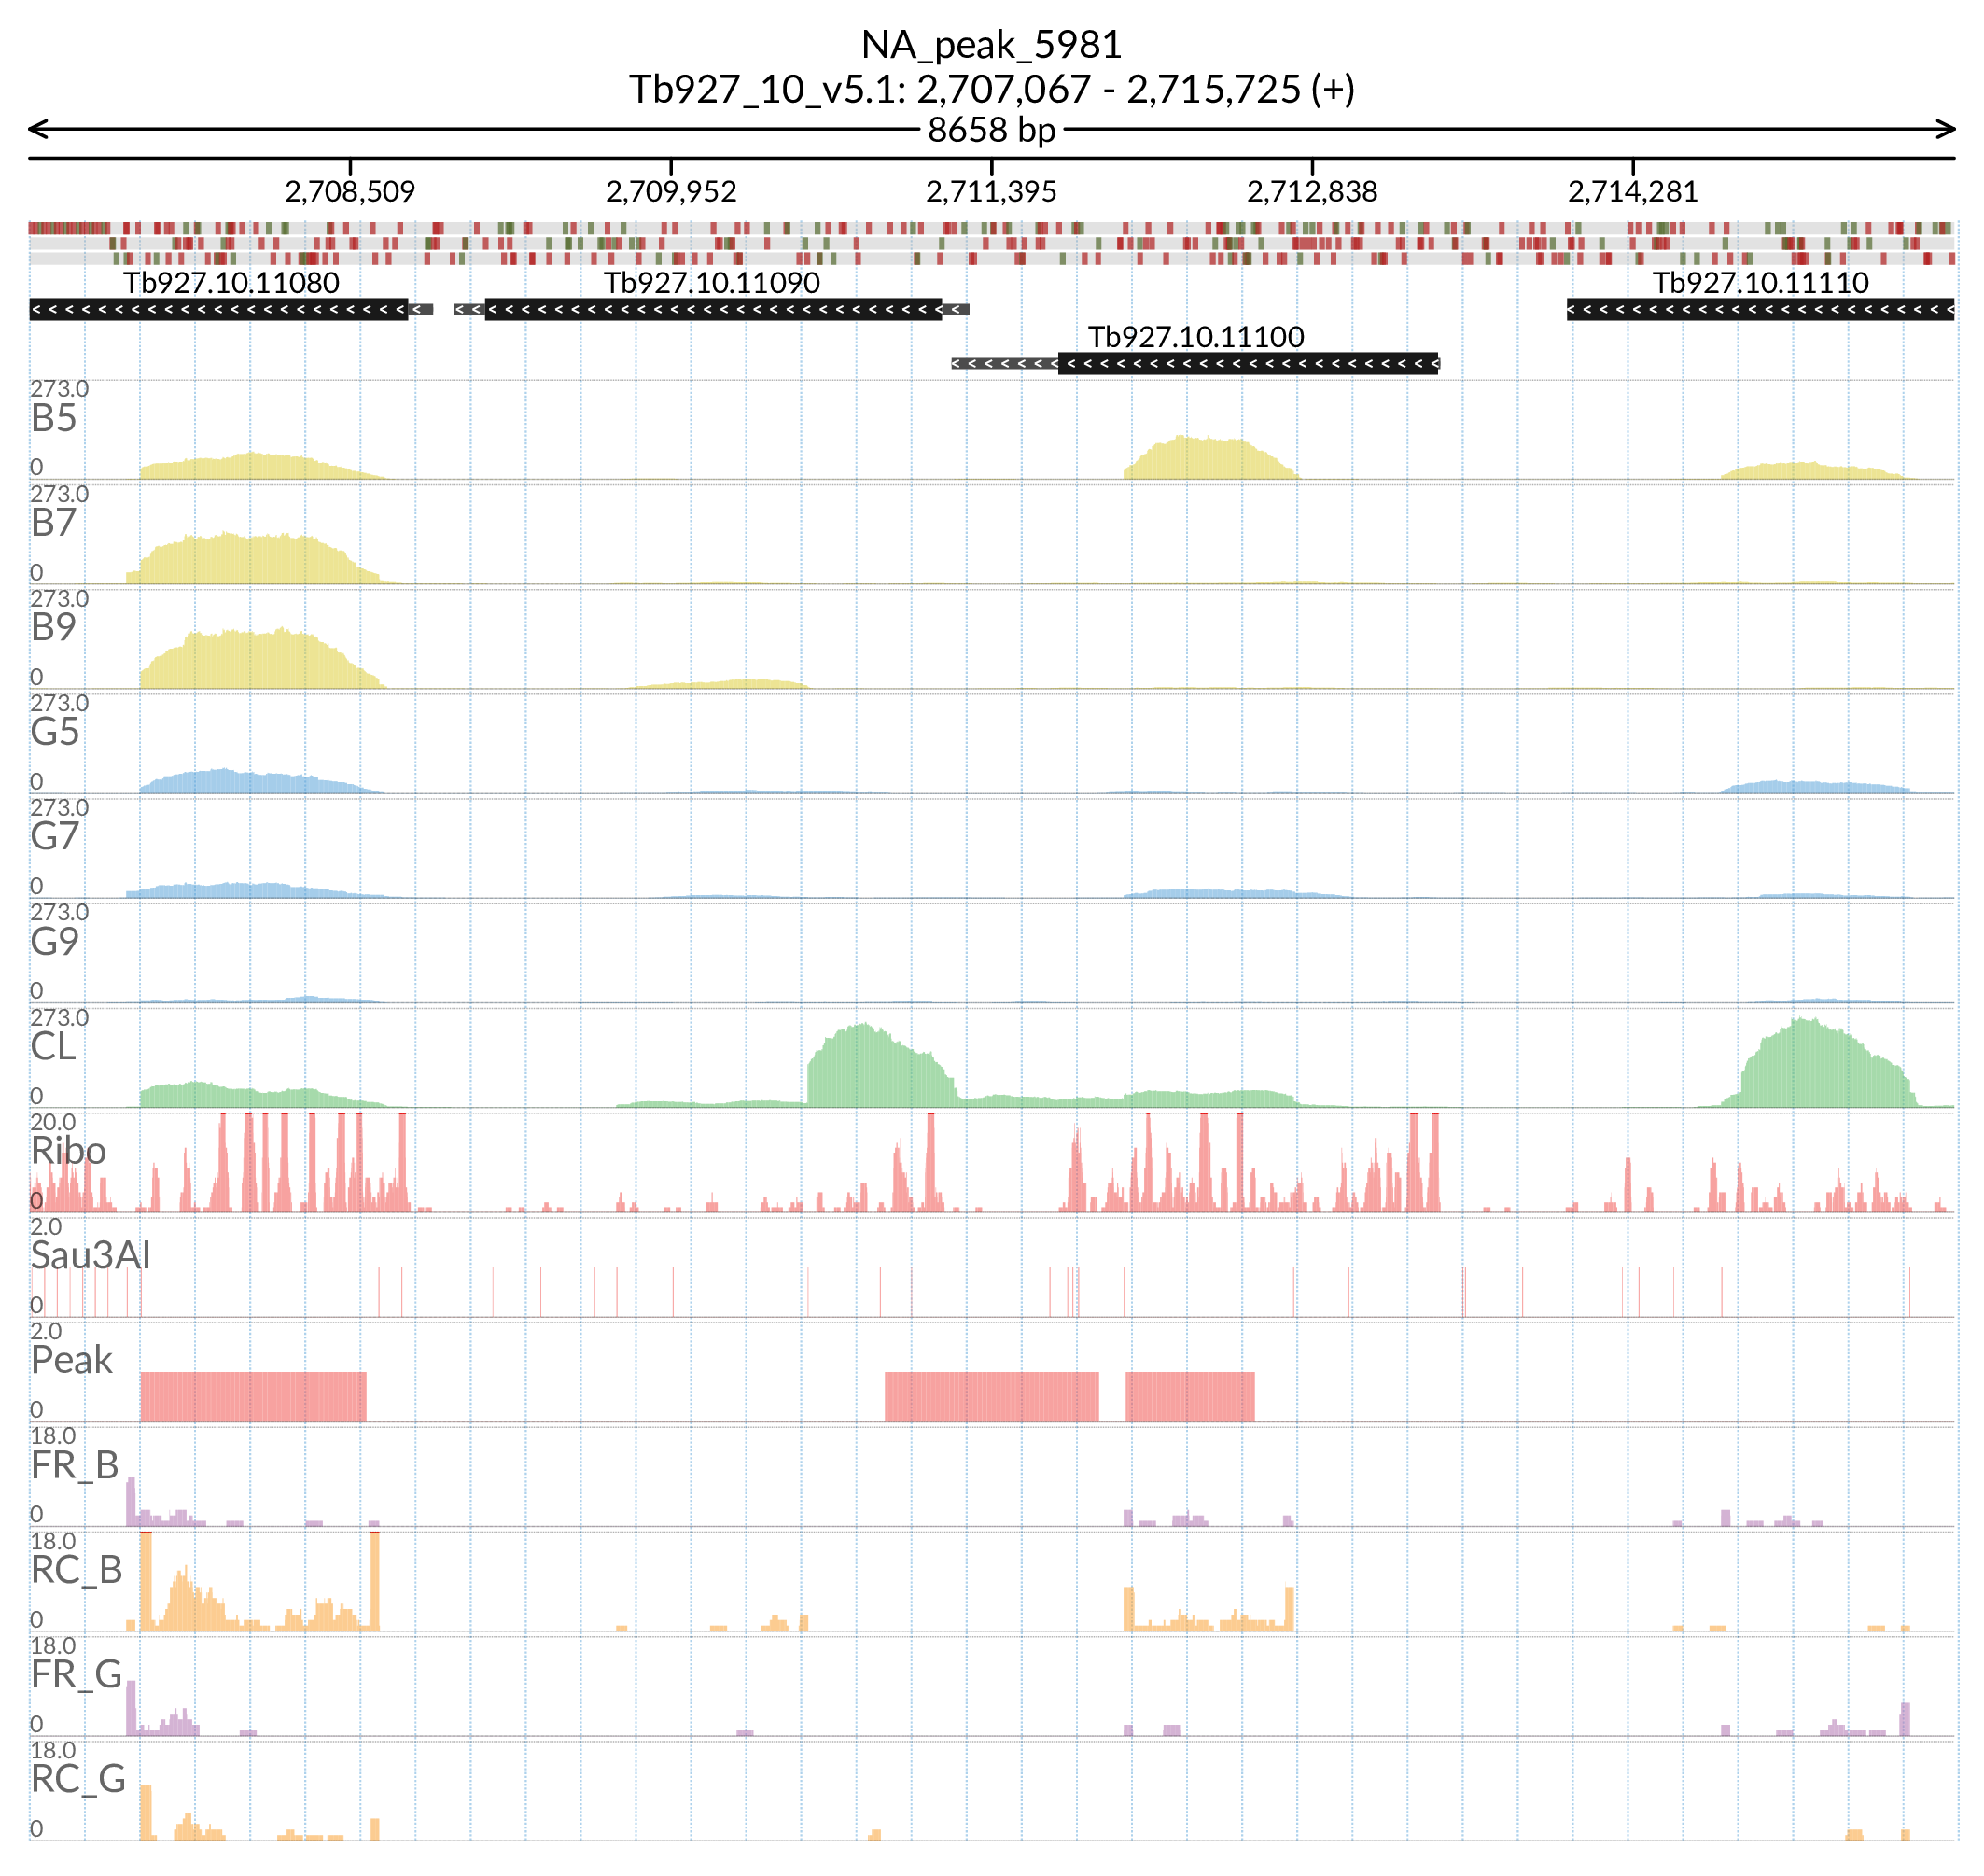 NA_peak_5981
Tb927_10_v5.1: 2,707,067 - 2,715,725 (+)
8658 bp
2,708,509 2,709,952 2,711,395 2,712,838 2,714,281
Tb927.10.11080 Tb927.10.11090 Tb927.10.11110
Tb927.10.11100
273.0
B5
0
273.0
B7
0
273.0
B9
0
273.0
G5
0
273.0
G7
0
273.0
G9
0
273.0
CL
0
20.0
Ribo
0
2.0
Sau3AI
0
2.0
Peak
0
18.0
FR_B
0
18.0
RC_B
0
18.0
FR_G
0
18.0
RC_G
0